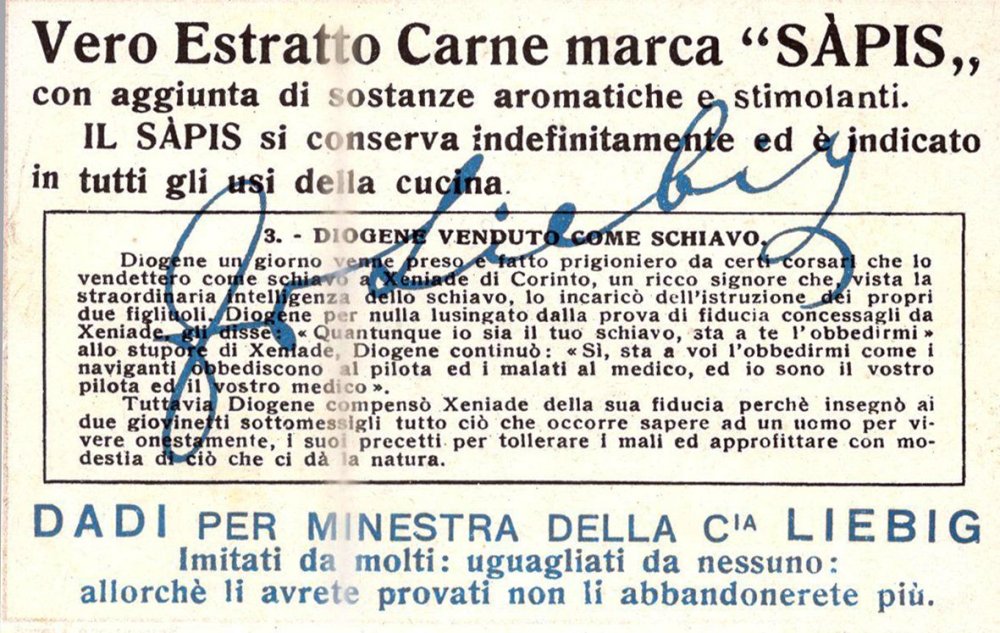 Vero Estratto Carne marca “SÀPIS„
con aggiunta di sostanze aromatiche e stimolanti.
IL SÀPIS si conserva indefinitamente ed è indicato
in tutti gli usi della cucina.
3. - DIOGENE VENDUTO COME SCHIAVO.
Diogene un giorno venne preso e fatto prigioniero da certi corsari che lo
vendettero come schiavo a Xeniade di Corinto, un ricco signore che, vista la
straordinaria intelligenza dello schiavo, lo incaricò dell'istruzione dei propri
due figlitoli. Diogene per nulla lusingato dalla prova di fiducia concessagli da
Xeniade, gli disse: «Quantunque io sia il tuo schiavo, sta a te l'obbedirmi»
allo stupore di Xeniade, Diogene continuò: «Sì, sta a voi l'obbedirmi come i
naviganti obbediscono al pilota ed i malati al medico, ed io sono il vostro
pilota ed il vostro medico».
Tuttavia Diogene compensò Xeniade della sua fiducia perchè insegnò ai
due giovinetti sottomessigli tutto ciò che occorre sapere ad un uomo per vi-
vere onestamente, i suoi precetti per tollerare i mali ed approfittare con mo-
destia di ciò che ci dà la natura.
Liebig
DADI PER MINESTRA DELLA Cᴵᴬ LIEBIG
Imitati da molti: uguagliati da nessuno:
allorchè li avrete provati non li abbandonerete più.